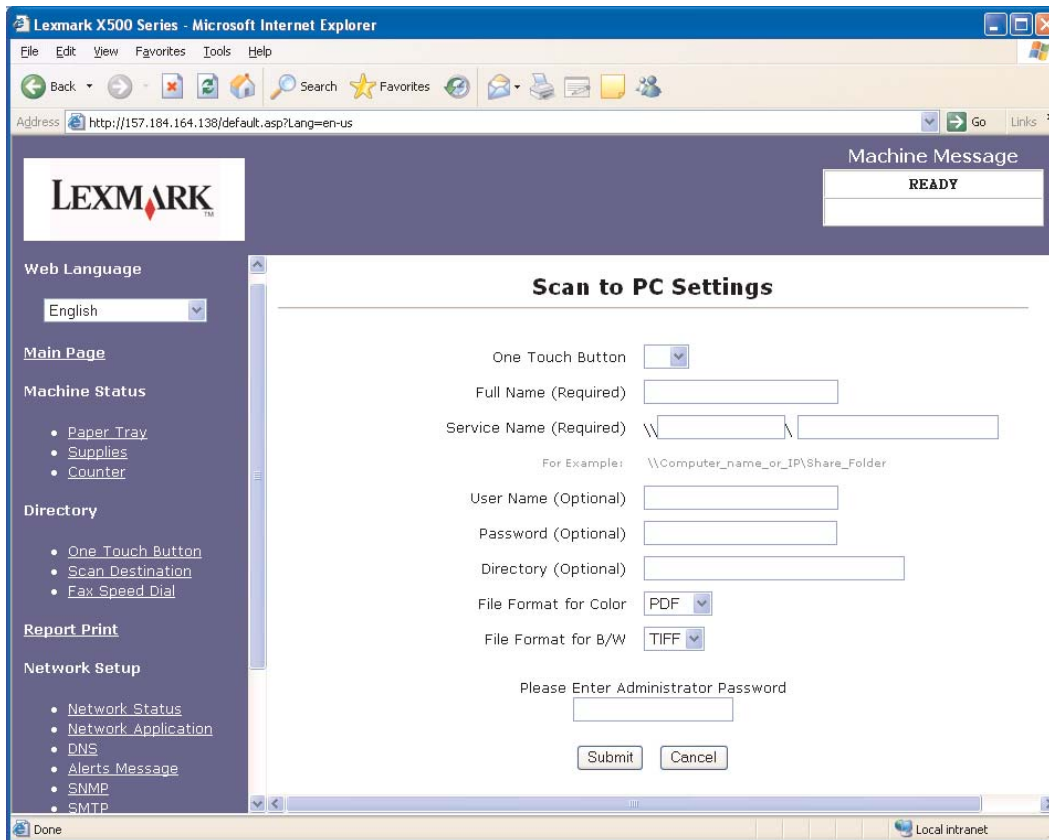 Lexmark X500 Series - Microsoft Internet Explorer
File Edit View Favorites Tools Help
Back Search Favorites
Address http://157.184.164.138/default.asp?Lang=en-us Go Links
LEXMARK TM
Machine Message
READY
Web Language
English
Main Page
Machine Status
• Paper Tray
• Supplies
• Counter
Directory
• One Touch Button
• Scan Destination
• Fax Speed Dial
Report Print
Network Setup
• Network Status
• Network Application
• DNS
• Alerts Message
• SNMP
• SMTP
Scan to PC Settings
One Touch Button
Full Name (Required)
Service Name (Required) \\ \
For Example: \\Computer_name_or_IP\Share_Folder
User Name (Optional)
Password (Optional)
Directory (Optional)
File Format for Color PDF
File Format for B/W TIFF
Please Enter Administrator Password
Submit Cancel
Done Local intranet